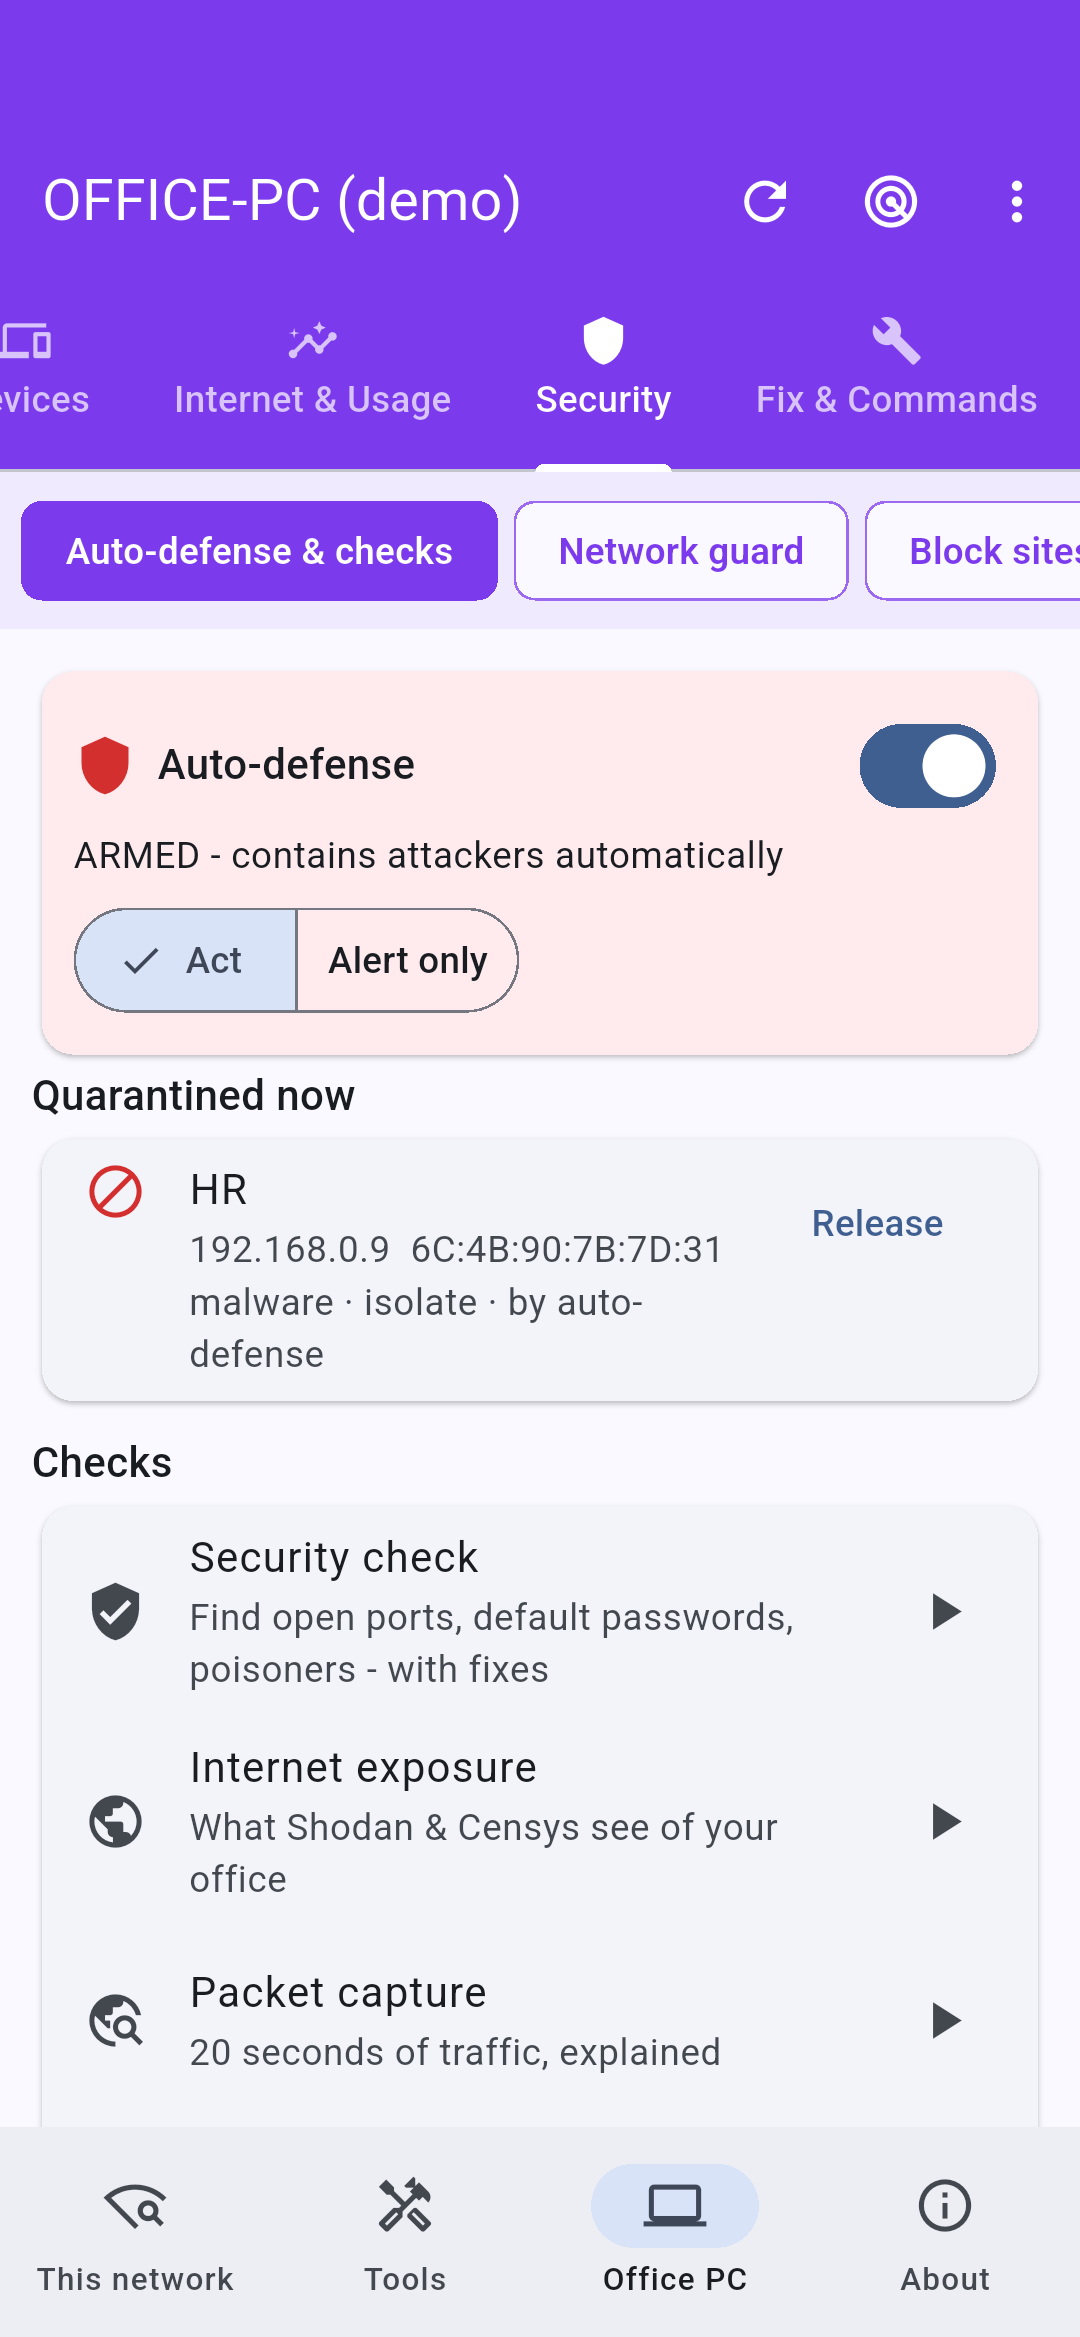 OFFICE-PC (demo)
evices
Internet & Usage
Security
Fix & Commands
Auto-defense & checks
Network guard
Block sites
Auto-defense
ARMED - contains attackers automatically
Act
Alert only
Quarantined now
HR
Release
192.168.0.9  6C:4B:90:7B:7D:31
malware · isolate · by auto-
defense
Checks
Security check
Find open ports, default passwords,
poisoners - with fixes
Internet exposure
What Shodan & Censys see of your
office
Packet capture
20 seconds of traffic, explained
This network
Tools
Office PC
About